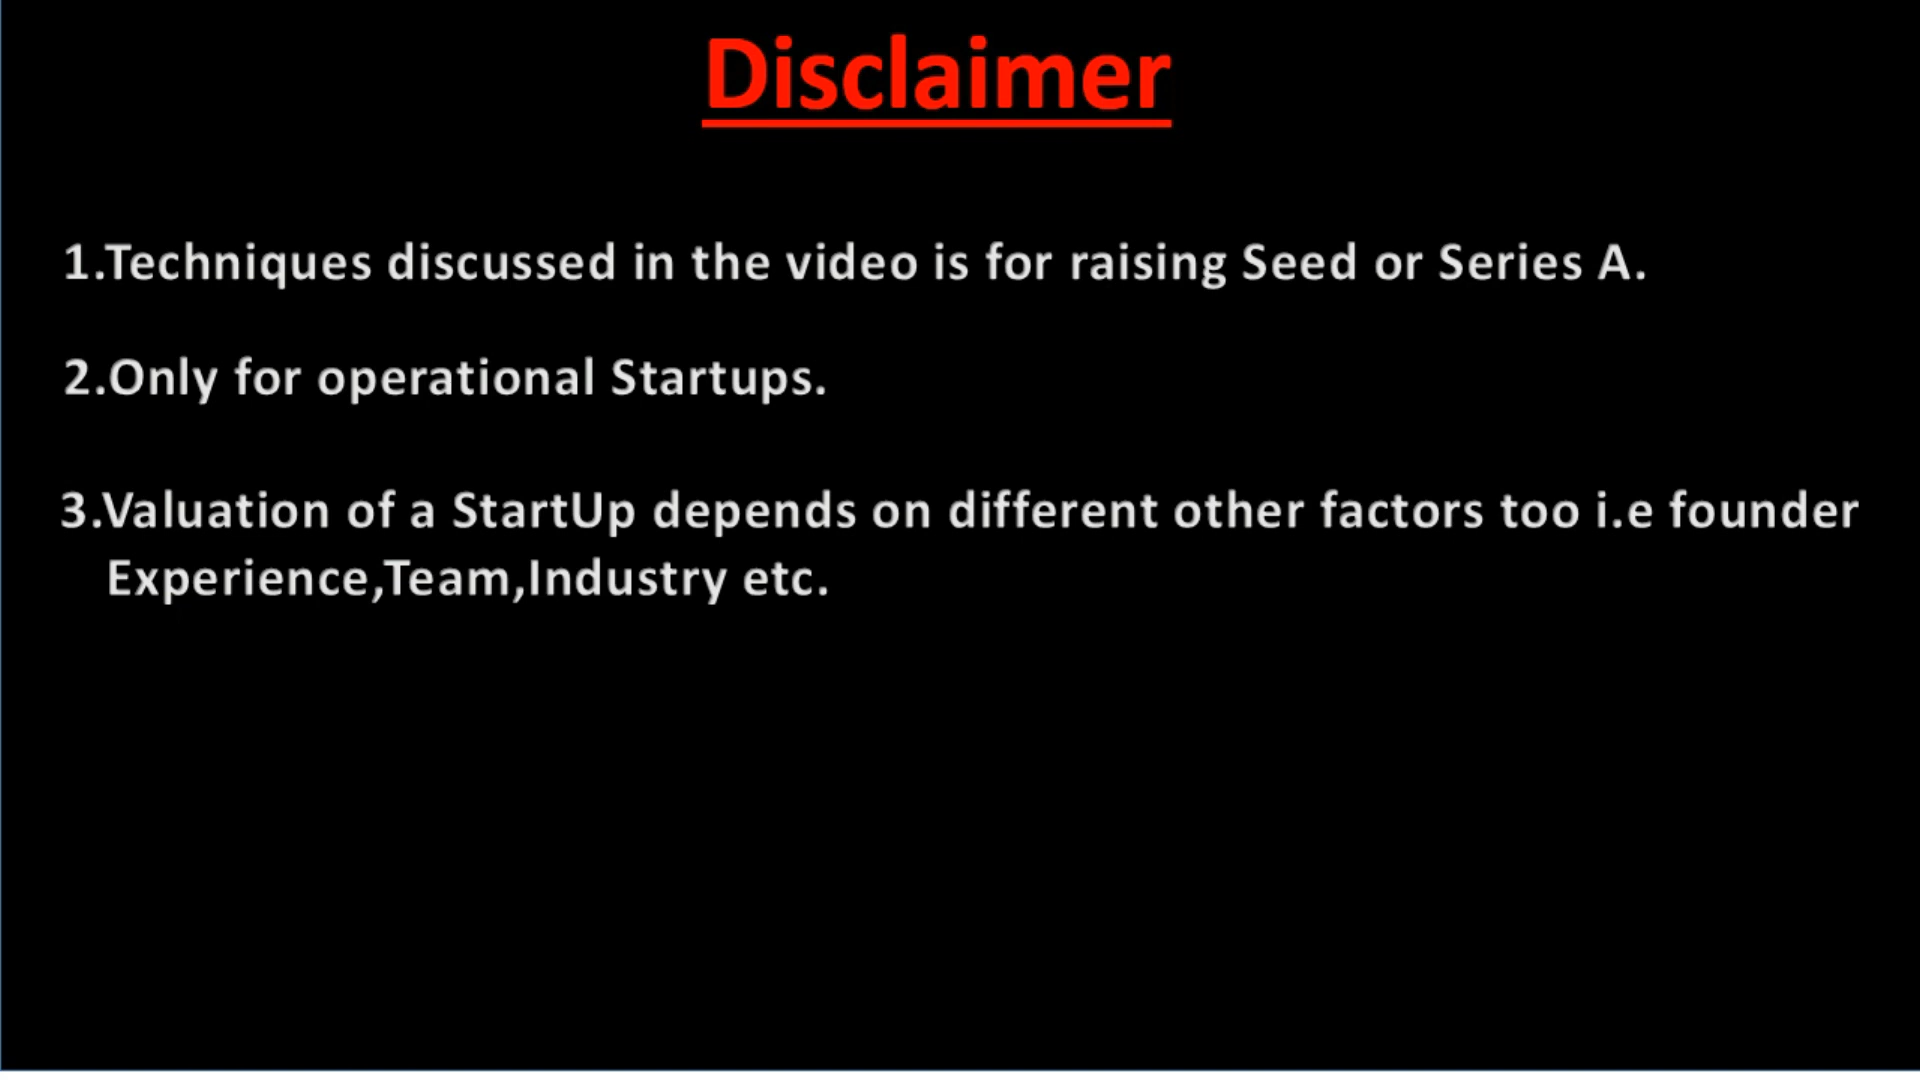 Disclaimer
1.Techniques discussed in the video is for raising Seed or Series A.
2.Only for operational Startups.
3.Valuation of a StartUp depends on different other factors too i.e founder
Experience,Team,Industry etc.